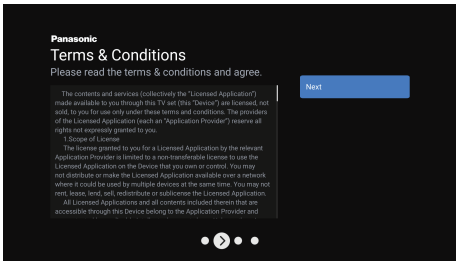 Panasonic
Terms & Conditions
Please read the terms & conditions and agree.
The contents and services (collectively the "Licensed Application")
made available to you through this TV set (this "Device") are licensed, not
sold, to you for use only under these terms and conditions. The providers
of the Licensed Application (each an "Application Provider") reserve all
rights not expressly granted to you.
1.Scope of License
The license granted to you for a Licensed Application by the relevant
Application Provider is limited to a non-transferable license to use the
Licensed Application on the Device that you own or control. You may
not distribute or make the Licensed Application available over a network
where it could be used by multiple devices at the same time. You may not
rent, lease, lend, sell, redistribute or sublicense the Licensed Application.
All Licensed Applications and all contents included therein that are
accessible through this Device belong to the Application Provider and
Next